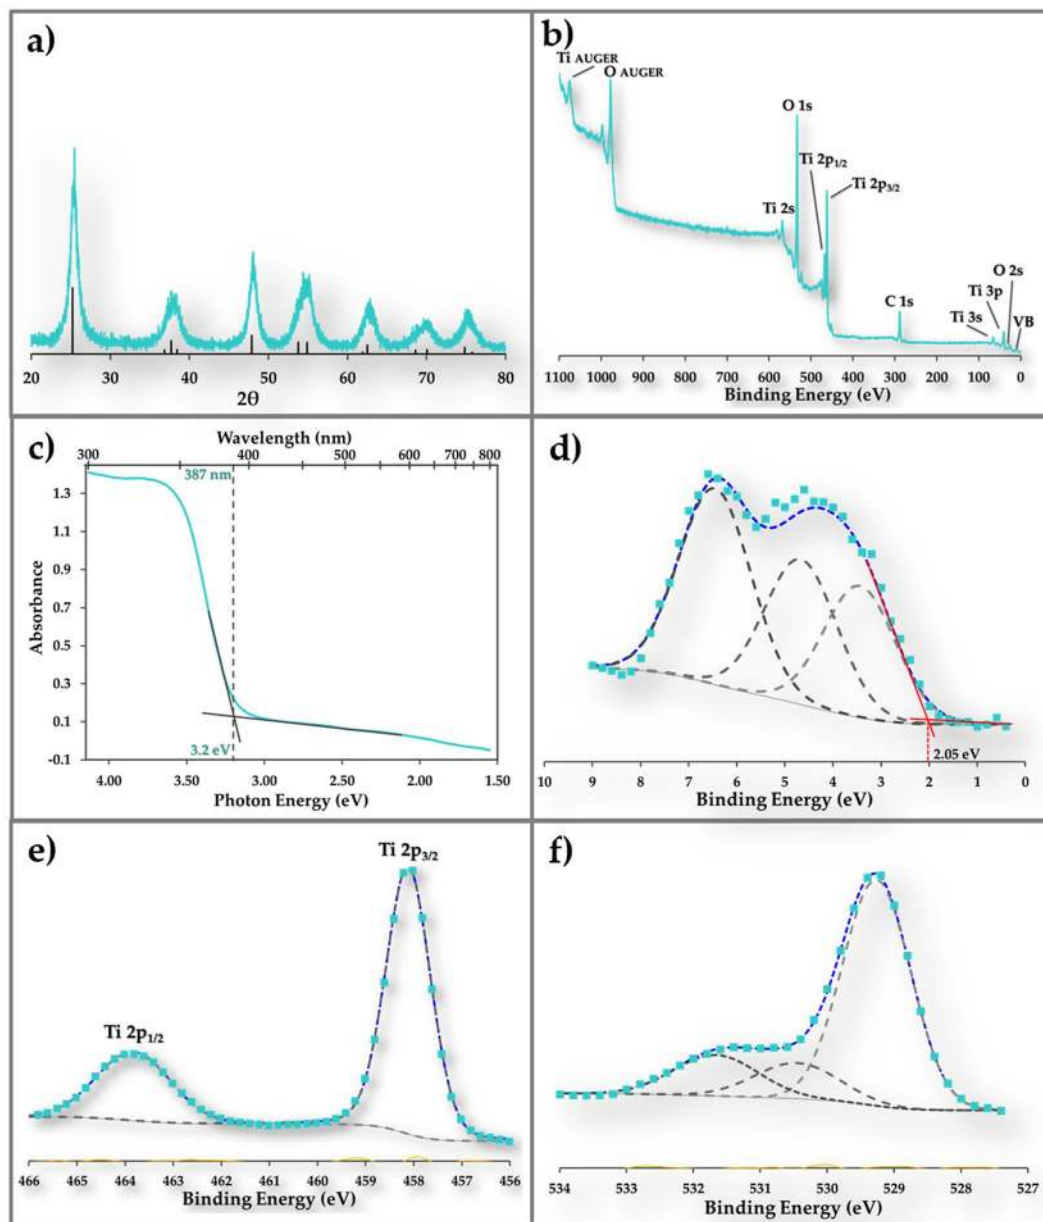 a)
20 30 40 50 60 70 80
2θ
b)
Ti AUGER
O AUGER
O 1s
Ti 2p1/2
Ti 2p3/2
Ti 2s
C 1s
O 2s
Ti 3p
Ti 3s
VB
1100 1000 900 800 700 600 500 400 300 200 100 0
Binding Energy (eV)
c)
Wavelength (nm)
300 400 500 600 700 800
387 nm
1.3
1.1
0.9
0.7
0.5
0.3
0.1
-0.1
Absorbance
3.2 eV
4.00 3.50 3.00 2.50 2.00 1.50
Photon Energy (eV)
d)
2.05 eV
10 9 8 7 6 5 4 3 2 1 0
Binding Energy (eV)
e)
Ti 2p3/2
Ti 2p1/2
466 465 464 463 462 461 460 459 458 457 456
Binding Energy (eV)
f)
534 533 532 531 530 529 528 527
Binding Energy (eV)